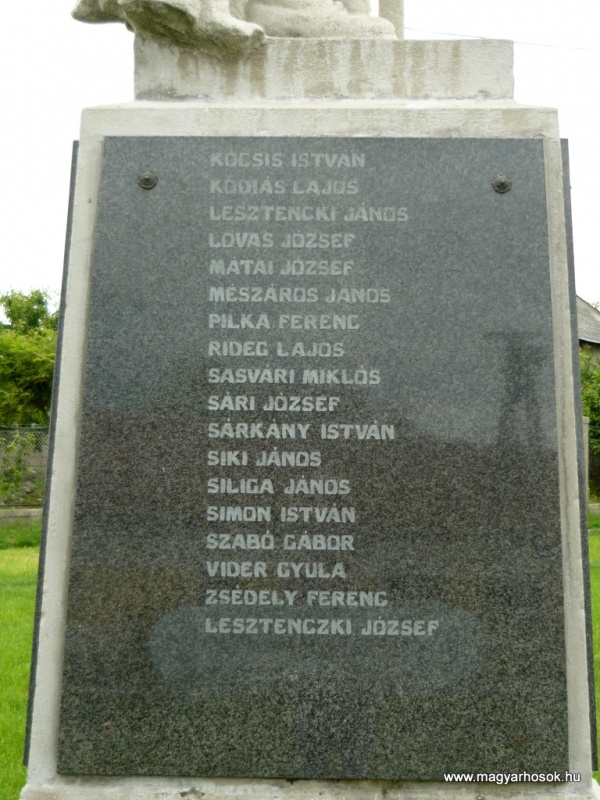 KOCSIS ISTVÁN
KODIÁS LAJOS
LESZTENCKI JÁNOS
LOVAS JÓZSEF
MÁTAI JÓZSEF
MÉSZÁROS JÁNOS
PILKA FERENC
RIDEG LAJOS
SASVÁRI MIKLÓS
SÁRI JÓZSEF
SÁRKÁNY ISTVÁN
SIKI JÁNOS
SILIGA JÁNOS
SIMON ISTVÁN
SZABÓ GÁBOR
VIDER GYULA
ZSÉDELY FERENC
LESZTENCZKI JÓZSEF
www.magyarhosok.hu